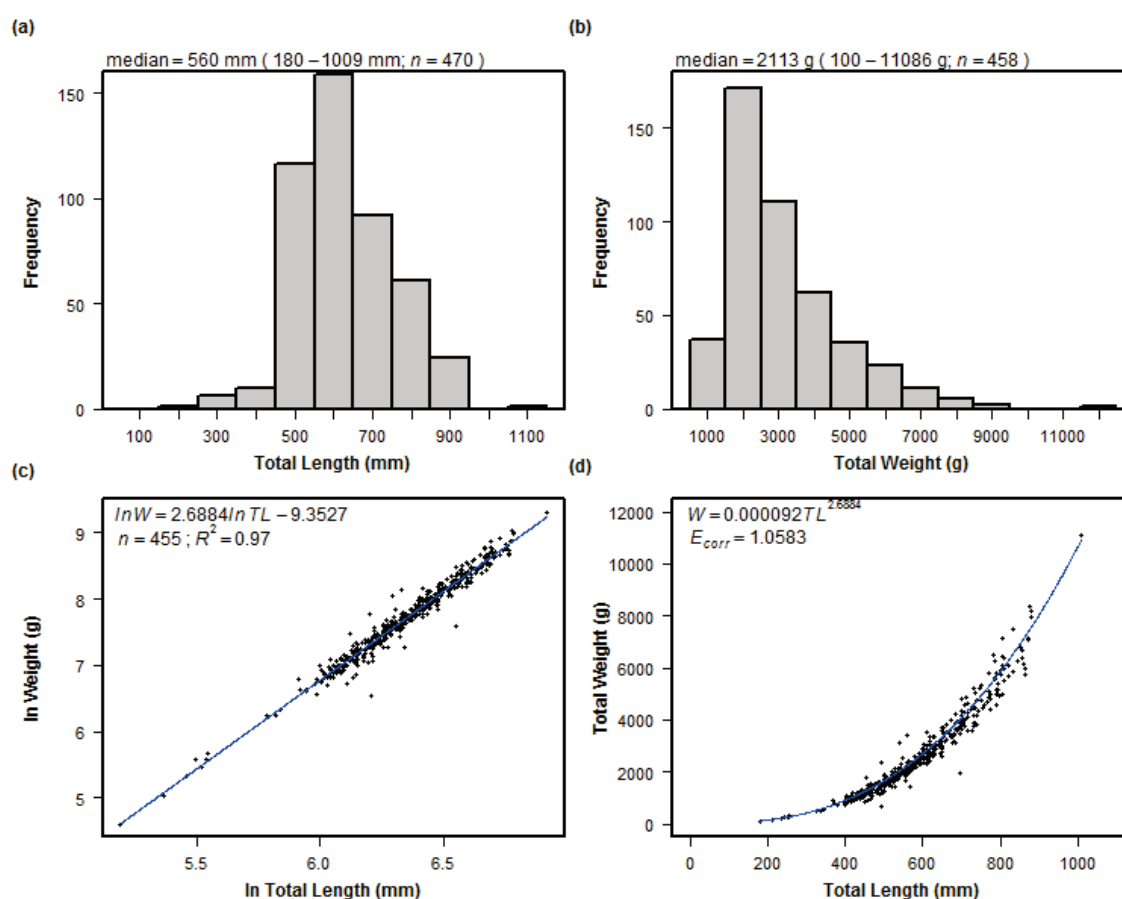 (a)
median = 560 mm ( 180 – 1009 mm; n = 470 )
Frequency
150
100
50
0
100 300 500 700 900 1100
Total Length (mm)
(b)
median = 2113 g ( 100 – 11086 g; n = 458 )
Frequency
150
100
50
0
1000 3000 5000 7000 9000 11000
Total Weight (g)
(c)
lnW = 2.6884lnTL – 9.3527
n = 455 ; R² = 0.97
ln Weight (g)
9
8
7
6
5
5.5 6.0 6.5
ln Total Length (mm)
(d)
W = 0.000092TL^2.6884
E_corr = 1.0583
Total Weight (g)
12000
10000
8000
6000
4000
2000
0
0 200 400 600 800 1000
Total Length (mm)